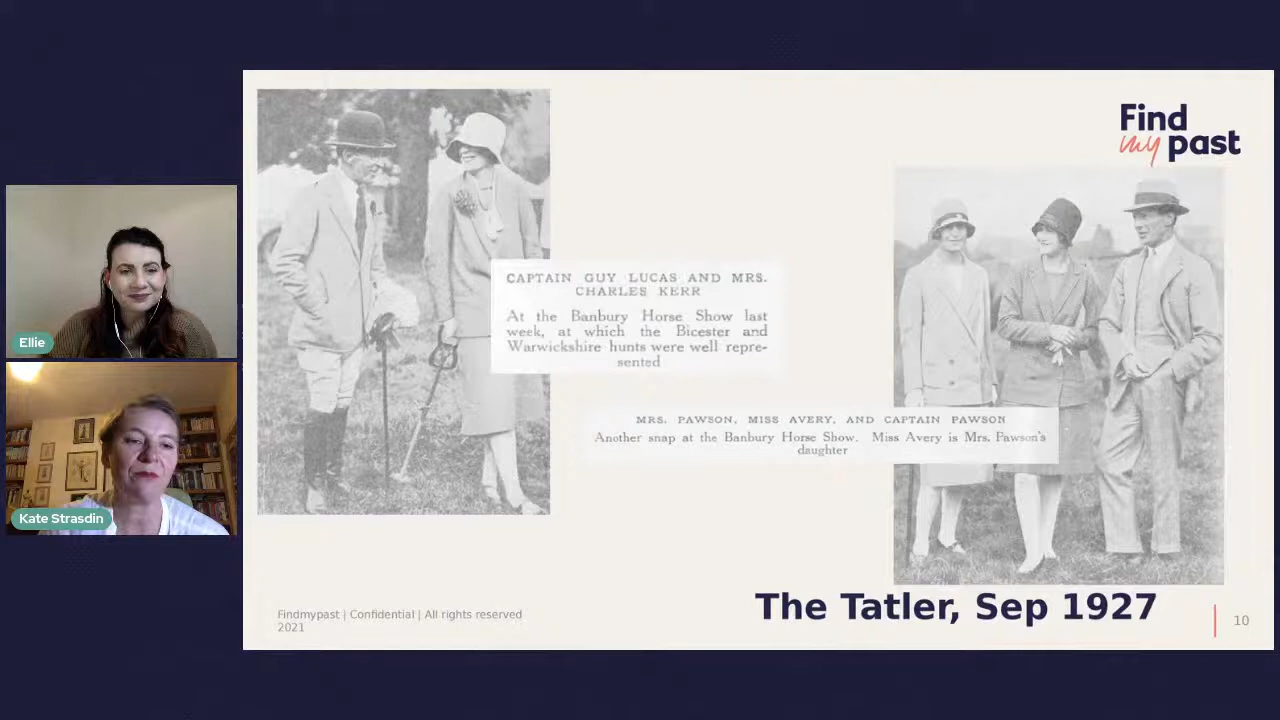 Find
my past
CAPTAIN GUY LUCAS AND MRS.
CHARLES KERR
At the Banbury Horse Show last
week, at which the Bicester and
Warwickshire hunts were well repre-
sented
MRS. PAWSON, MISS AVERY, AND CAPTAIN PAWSON
Another snap at the Banbury Horse Show. Miss Avery is Mrs. Pawson's
daughter
Ellie
Kate Strasdin
The Tatler, Sep 1927
Findmypast | Confidential | All rights reserved
2021
10